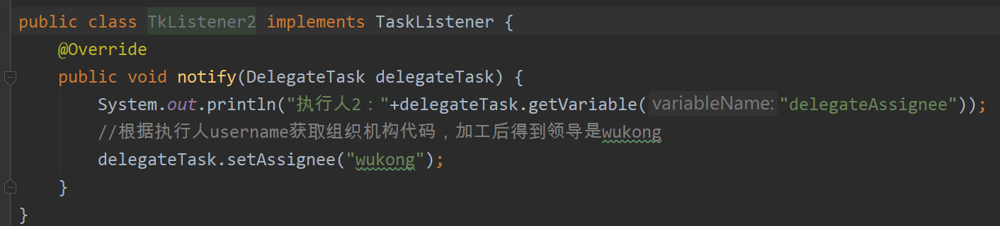 public class TkListener2 implements TaskListener {
@Override
public void notify(DelegateTask delegateTask) {
System.out.println("执行人2："+delegateTask.getVariable( variableName: "delegateAssignee"));
//根据执行人username获取组织机构代码，加工后得到领导是wukong
delegateTask.setAssignee("wukong");
}
}